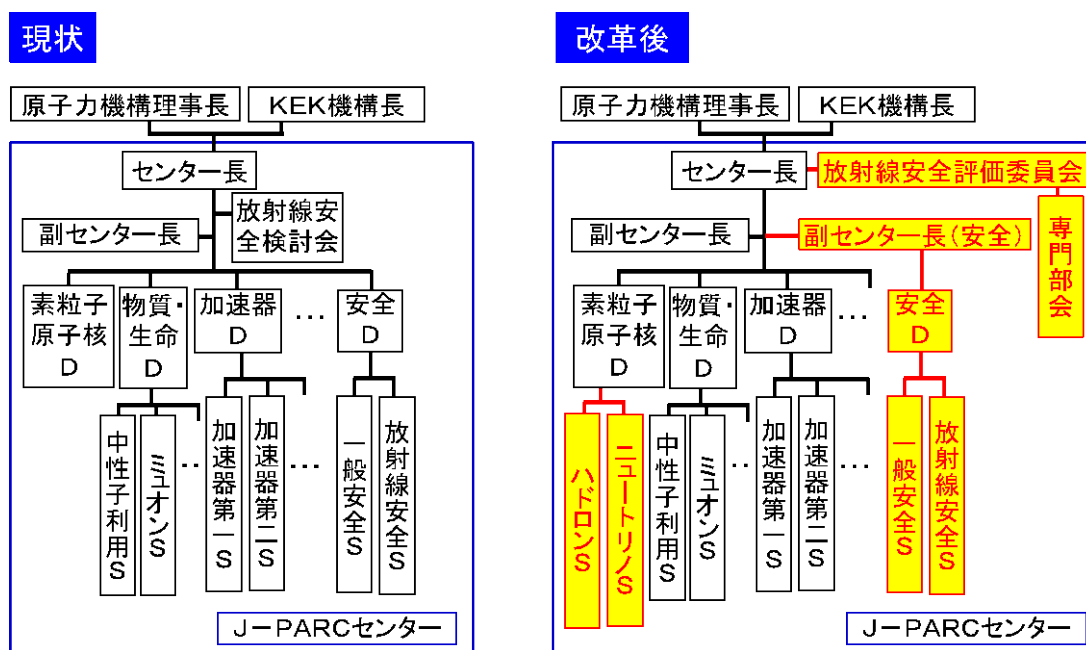 現状
原子力機構理事長
KEK機構長
センター長
放射線安
全検討会
副センター長
素粒子
原子核
D
物質・
生命
D
加速器
D
…
安全
D
中性子利用S
ミュオンS
‥
加速器第一S
加速器第二S
…
一般安全S
放射線安全S
J－PARCセンター
改革後
原子力機構理事長
KEK機構長
センター長
放射線安全評価委員会
専門部会
副センター長
副センター長(安全)
素粒子
原子核
D
物質・
生命
D
加速器
D
…
安全
D
ハドロンS
ニュートリノS
中性子利用S
ミュオンS
‥
加速器第一S
加速器第二S
…
一般安全S
放射線安全S
J－PARCセンター